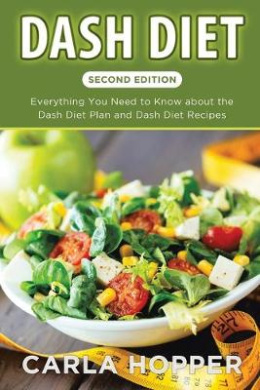 DASH DIET
SECOND EDITION
Everything You Need to Know about the
Dash Diet Plan and Dash Diet Recipes
CARLA HOPPER